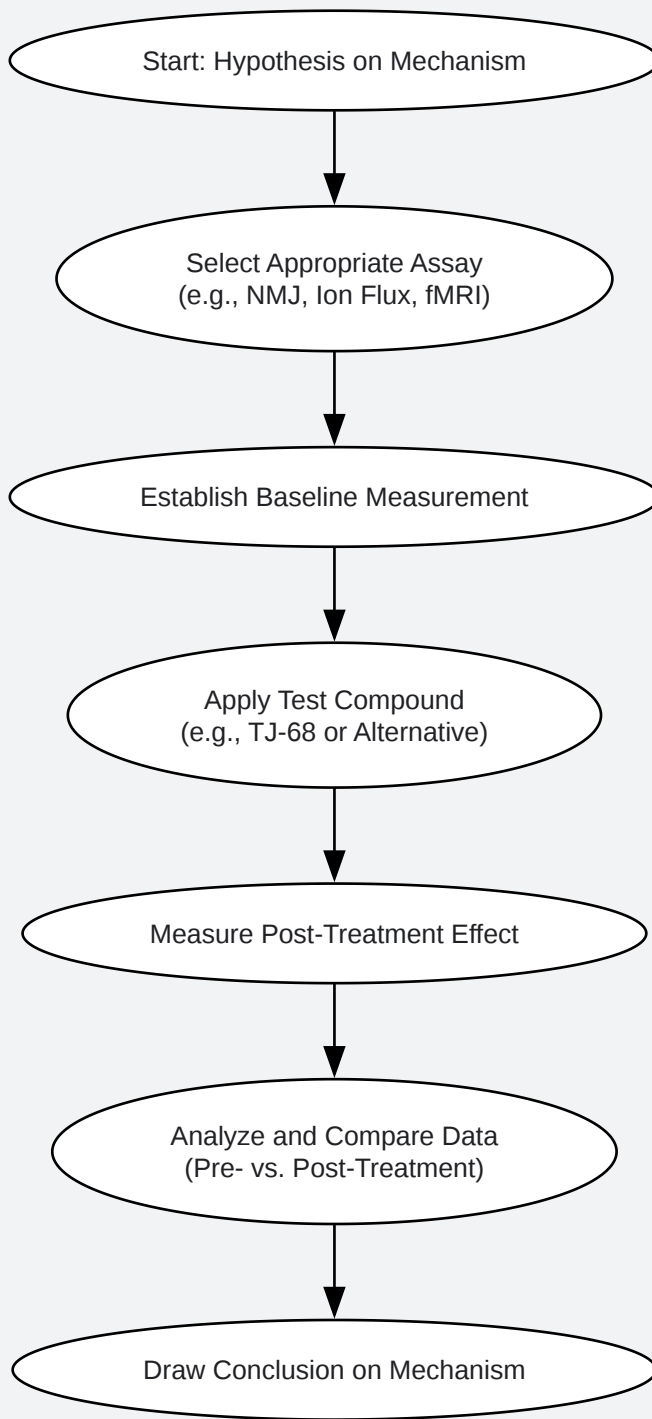 Start: Hypothesis on Mechanism
Select Appropriate Assay
(e.g., NMJ, Ion Flux, fMRI)
Establish Baseline Measurement
Apply Test Compound
(e.g., TJ-68 or Alternative)
Measure Post-Treatment Effect
Analyze and Compare Data
(Pre- vs. Post-Treatment)
Draw Conclusion on Mechanism